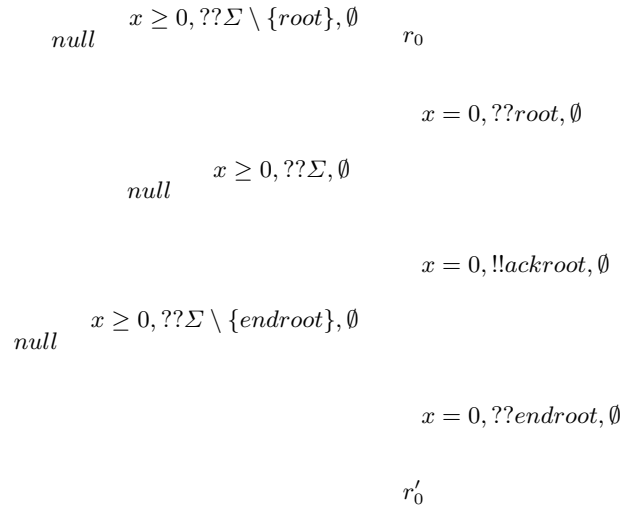 null x ≥ 0, ??Σ \ {root}, ∅ r₀
x = 0, ??root, ∅
null x ≥ 0, ??Σ, ∅
x = 0, !!ackroot, ∅
null x ≥ 0, ??Σ \ {endroot}, ∅
x = 0, ??endroot, ∅
r′₀